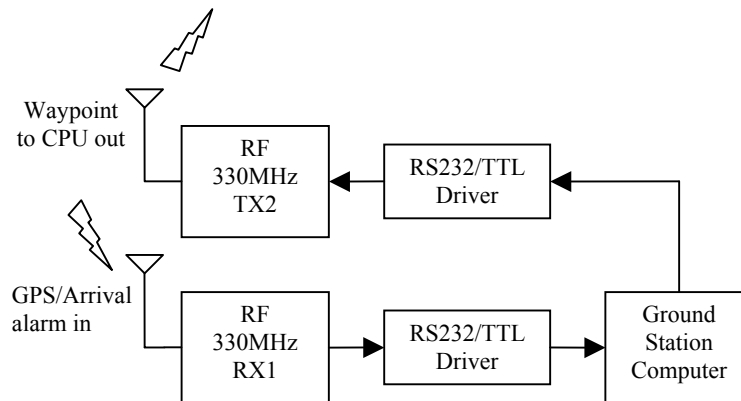 Waypoint
to CPU out
RF
330MHz
TX2
RS232/TTL
Driver
GPS/Arrival
alarm in
RF
330MHz
RX1
RS232/TTL
Driver
Ground
Station
Computer